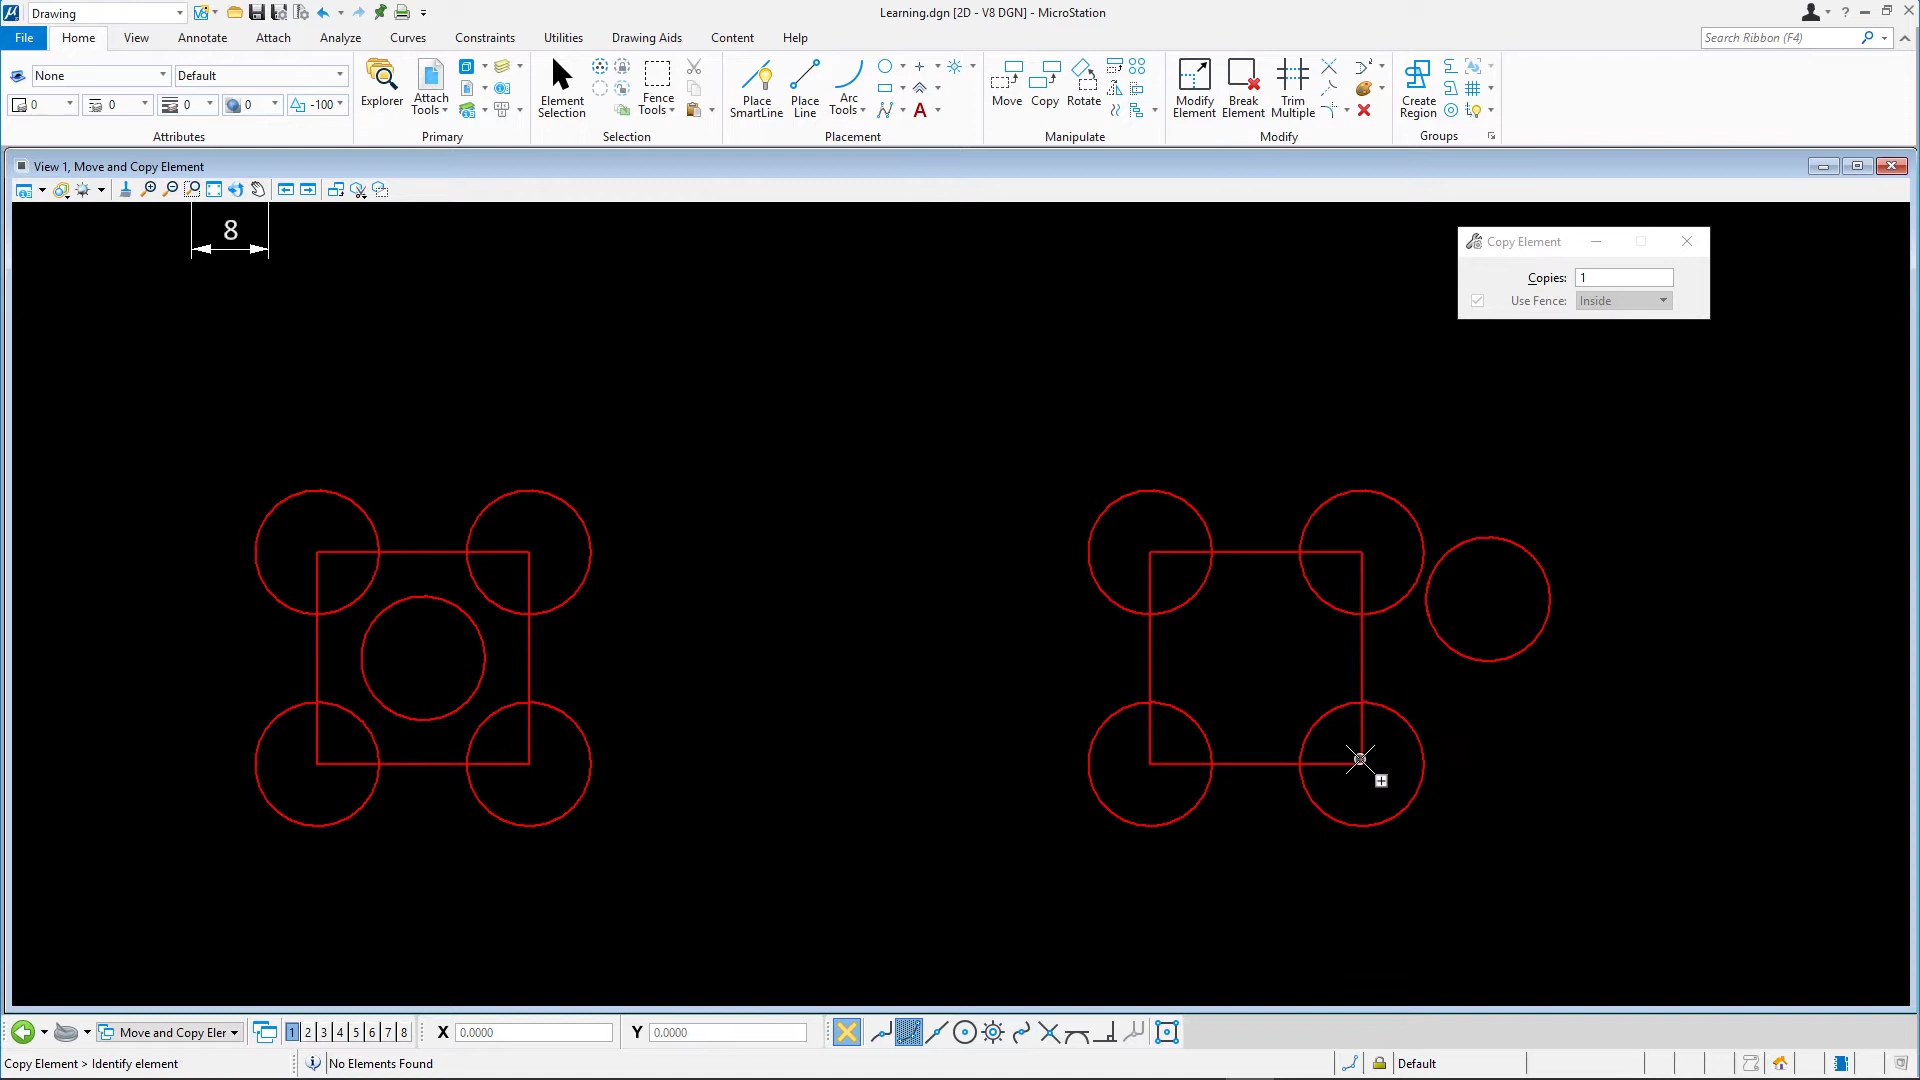 Drawing
Learning.dgn [2D - V8 DGN] - MicroStation
File Home View Annotate Attach Analyze Curves Constraints Utilities Drawing Aids Content Help
Search Ribbon (F4)
None Default
0 0 0 0 -100
Attributes
Explorer
Attach Tools
Primary
Element Selection
Fence Tools
Selection
Place SmartLine
Place Line
Arc Tools
Placement
Move Copy Rotate
Manipulate
Modify Element
Break Element
Trim Multiple
Modify
Create Region
Groups
View 1, Move and Copy Element
8
Copy Element
Copies: 1
Use Fence: Inside
Move and Copy Eler
1 2 3 4 5 6 7 8
X 0.0000
Y 0.0000
Copy Element > Identify element
No Elements Found
Default